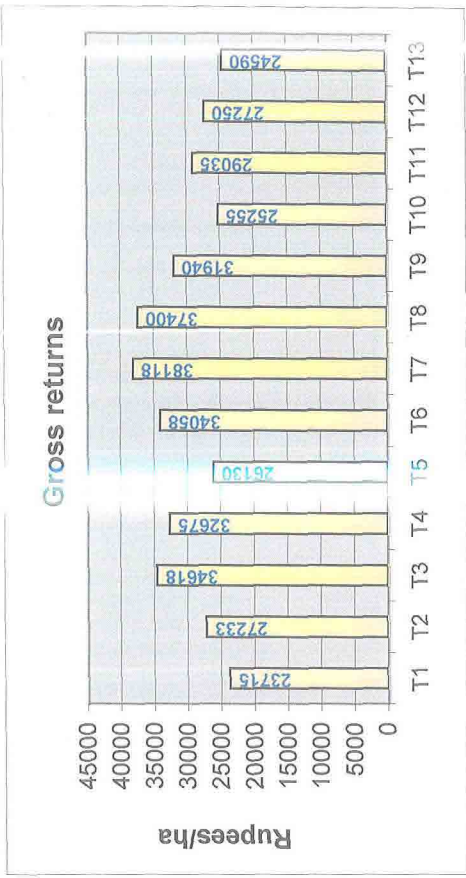 Gross returns
Rupees/ha
45000
40000
35000
30000
25000
20000
15000
10000
5000
0
23715
27233
34618
32675
26130
34058
38118
37400
31940
25255
29035
27250
24590
T1
T2
T3
T4
T5
T6
T7
T8
T9
T10
T11
T12
T13